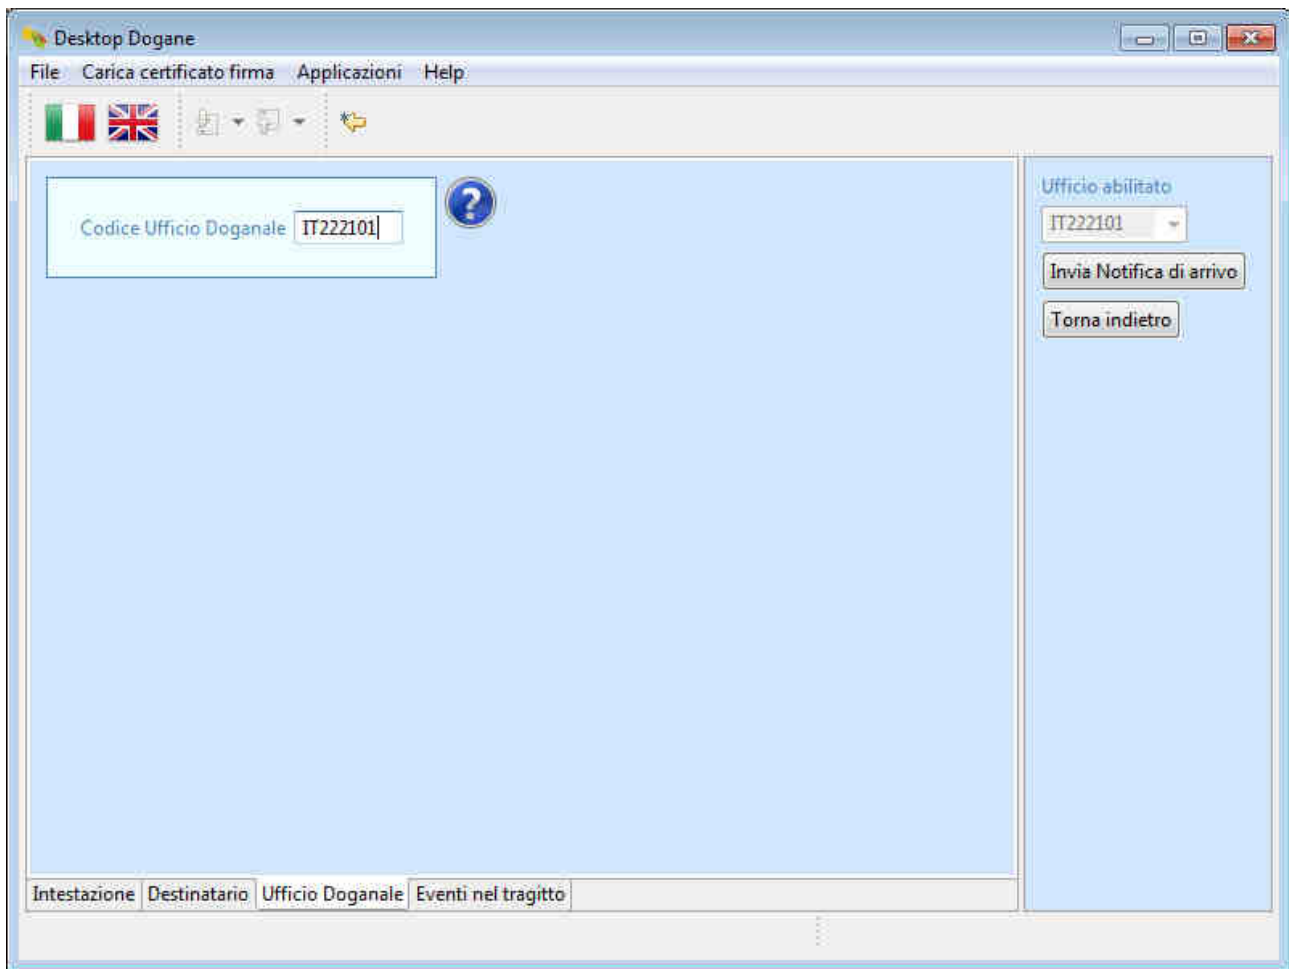 Desktop Dogane
File Carica certificato firma Applicazioni Help
Codice Ufficio Doganale IT222101
?
Ufficio abilitato
IT222101
Invia Notifica di arrivo
Torna indietro
Intestazione Destinatario Ufficio Doganale Eventi nel tragitto